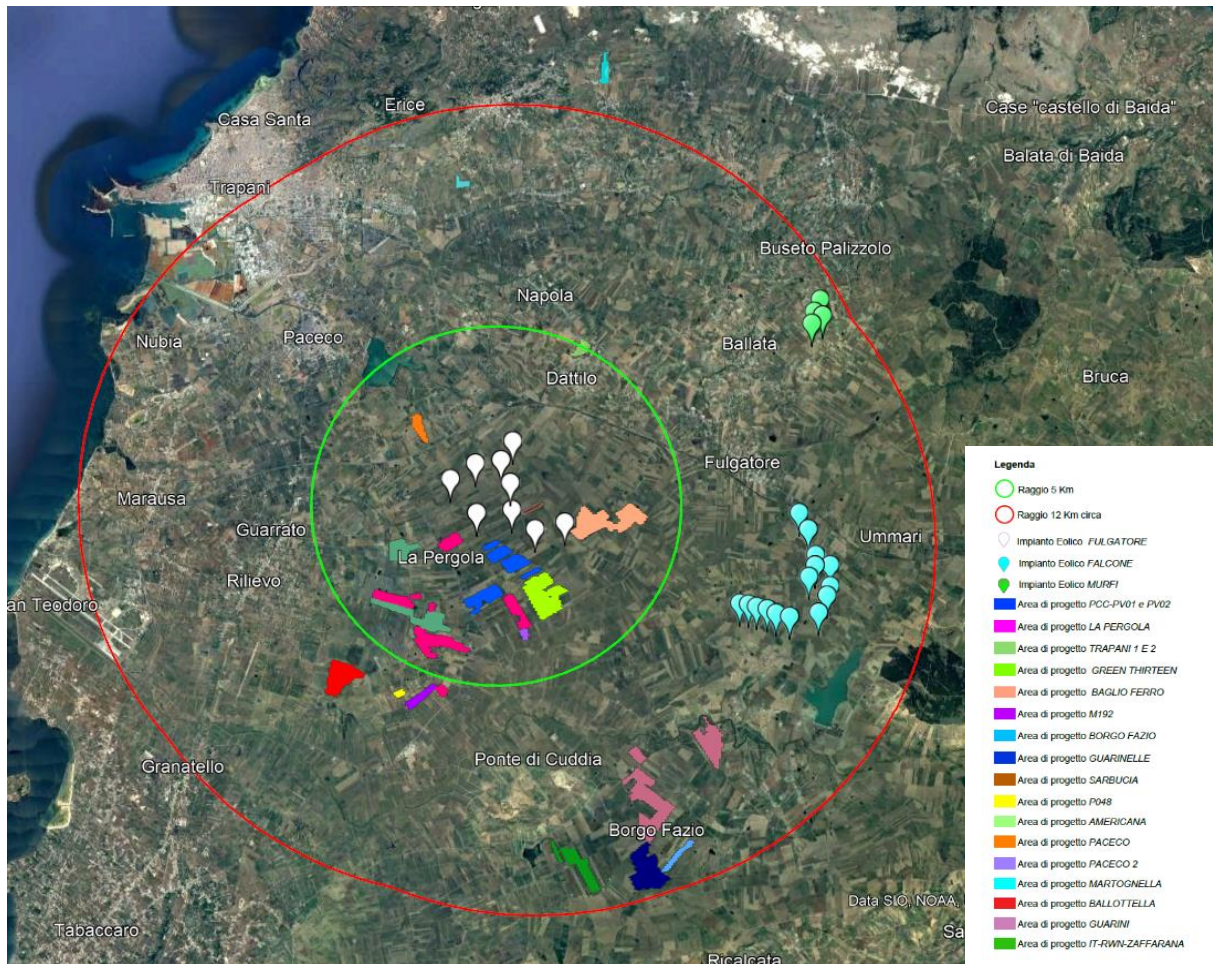 Erice
Casa Santa
Case "castello di Baida"
Balata di Baida
Trapani
Buseto Palizzolo
Napola
Nubia
Paceco
Ballata
Dattilo
Bruca
Fulgatore
Marausa
Guarrato
La Pergola
Ummari
Rilievo
an Teodoro
Ponte di Cuddia
Granatello
Borgo Fazio
Data SIO, NOAA,
Tabaccaro
Sa
Ricalcata
Legenda
Raggio 5 Km
Raggio 12 Km circa
Impianto Eolico FULGATORE
Impianto Eolico FALCONE
Impianto Eolico MURFI
Area di progetto PCC-PV01 e PV02
Area di progetto LA PERGOLA
Area di progetto TRAPANI 1 E 2
Area di progetto GREEN THIRTEEN
Area di progetto BAGLIO FERRO
Area di progetto M192
Area di progetto BORGO FAZIO
Area di progetto GUARINELLE
Area di progetto SARBUCIA
Area di progetto P048
Area di progetto AMERICANA
Area di progetto PACECO
Area di progetto PACECO 2
Area di progetto MARTOGNELLA
Area di progetto BALLOTTELLA
Area di progetto GUARINI
Area di progetto IT-RWN-ZAFFARANA